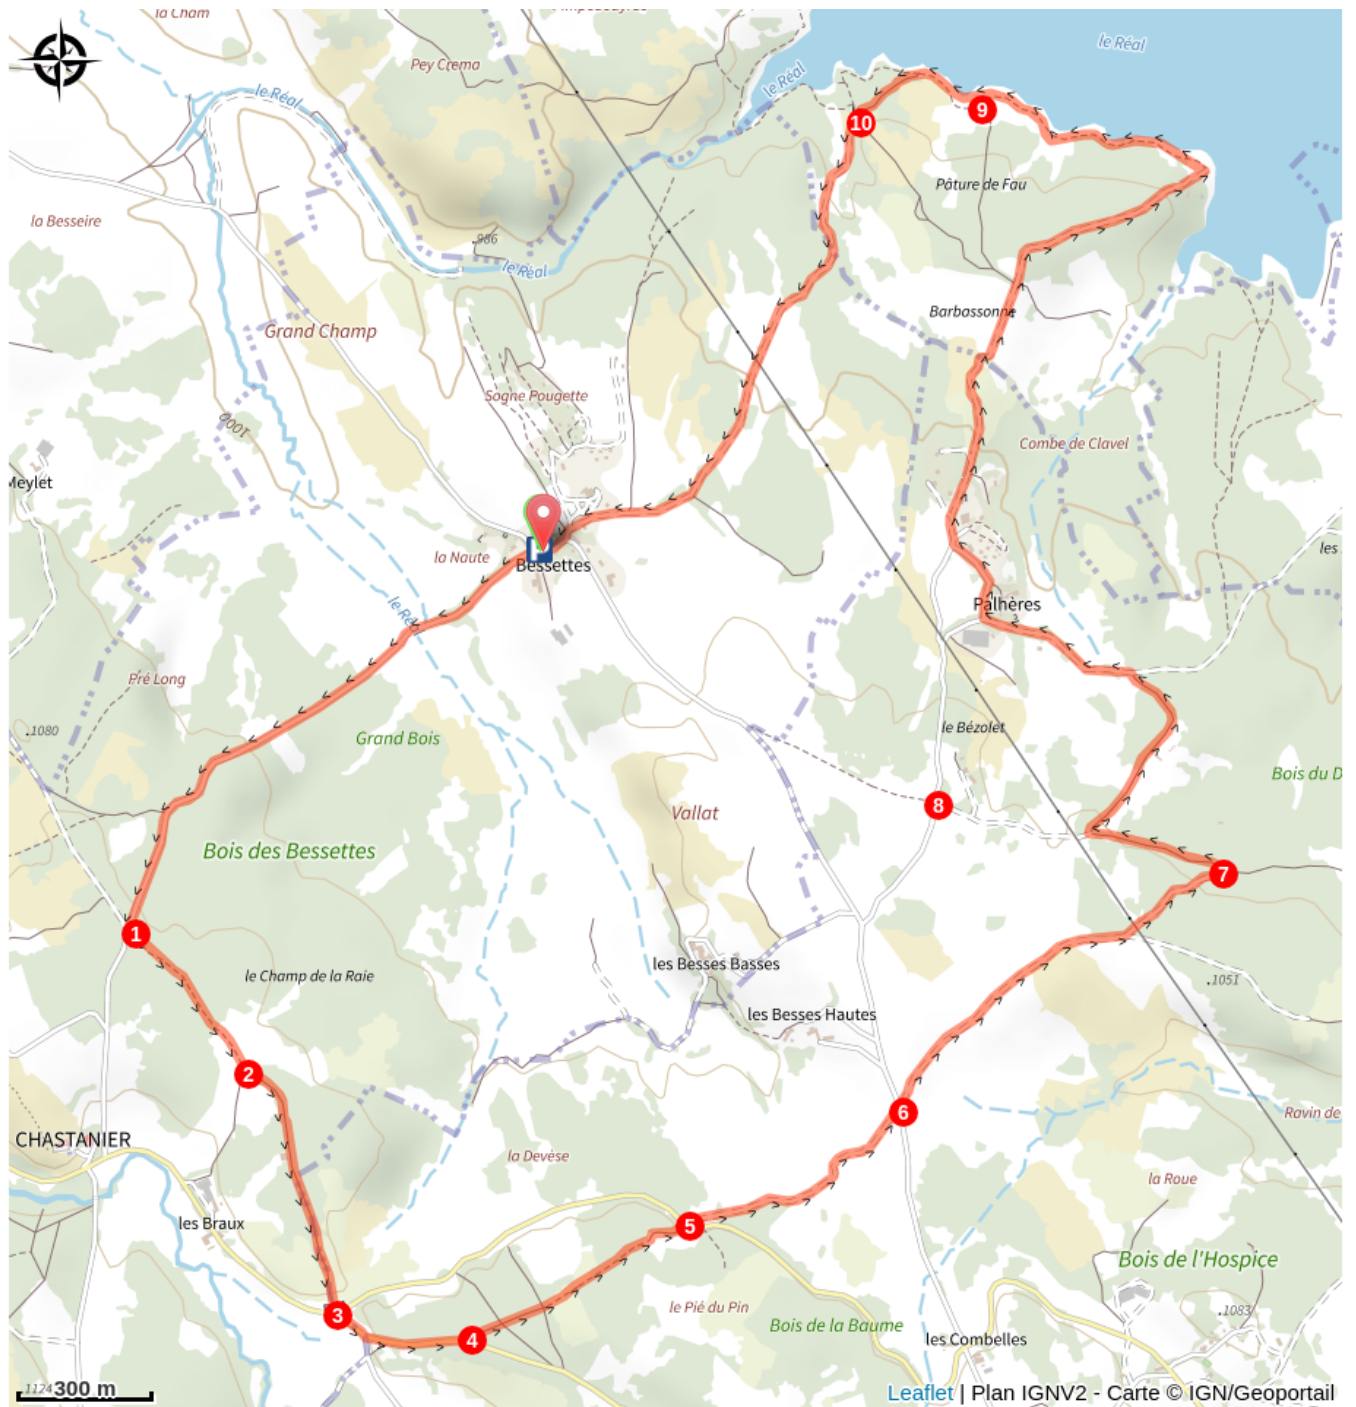 la Cham
Pey Crema
le Réal
le Réal
le Réal
9
10
Pâture de Fau
la Besseire
986
le Réal
Barbassonne
Grand Champ
Sogne Pougette
1000
Combe de Clavel
Meylet
les
la Naute
Bessettes
Palhères
le Réal
Pré Long
.1080
Grand Bois
le Bézolet
Bois du D
8
Vallat
Bois des Bessettes
7
1
les Besses Basses
le Champ de la Raie
.1051
les Besses Hautes
2
6
Ravin de
CHASTANIER
la Devèse
la Roue
les Braux
5
Bois de l'Hospice
3
le Pié du Pin
.1083
Bois de la Baume
4
les Combelles
1124
300 m
Leaflet | Plan IGNV2 - Carte © IGN/Geoportail